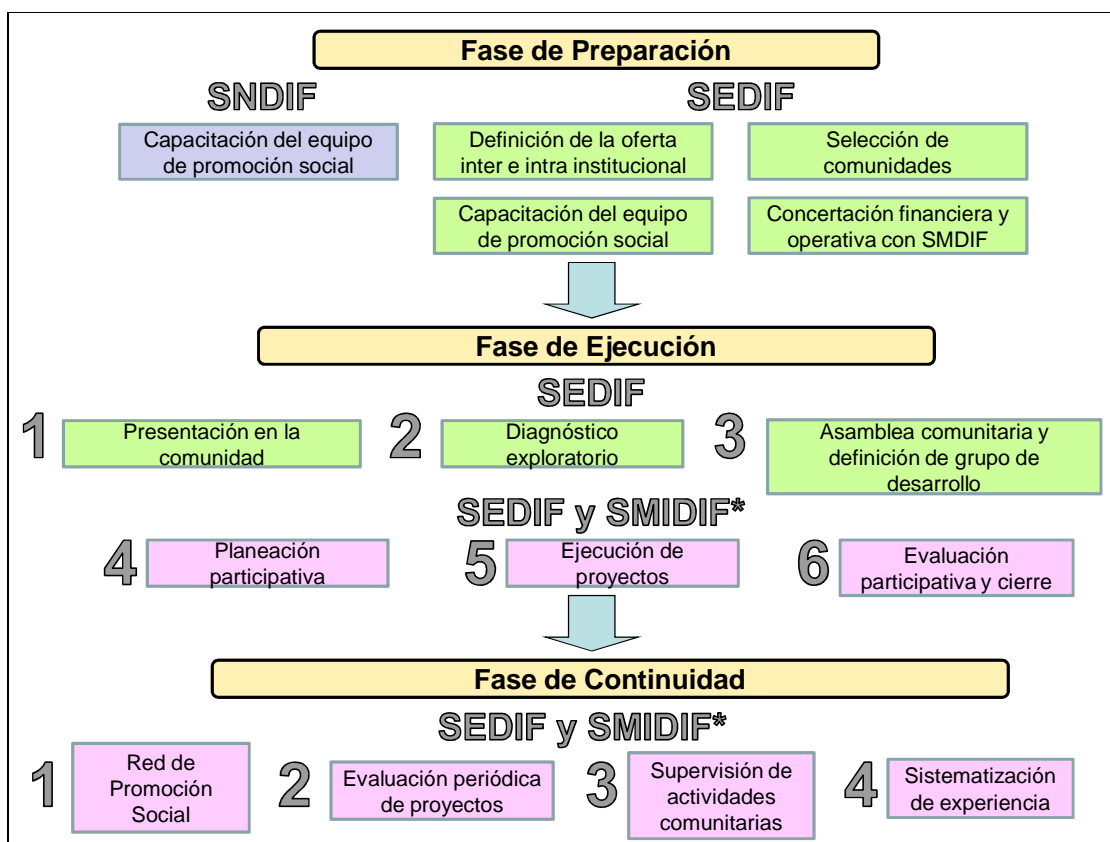 Fase de Preparación
SNDIF
SEDIF
Capacitación del equipo
de promoción social
Definición de la oferta
inter e intra institucional
Selección de
comunidades
Capacitación del equipo
de promoción social
Concertación financiera y
operativa con SMDIF
Fase de Ejecución
SEDIF
1
Presentación en la
comunidad
2
Diagnóstico
exploratorio
3
Asamblea comunitaria y
definición de grupo de
desarrollo
SEDIF y SMIDIF*
4
Planeación
participativa
5
Ejecución de
proyectos
6
Evaluación
participativa y cierre
Fase de Continuidad
SEDIF y SMIDIF*
1
Red de
Promoción
Social
2
Evaluación periódica
de proyectos
3
Supervisión de
actividades
comunitarias
4
Sistematización
de experiencia